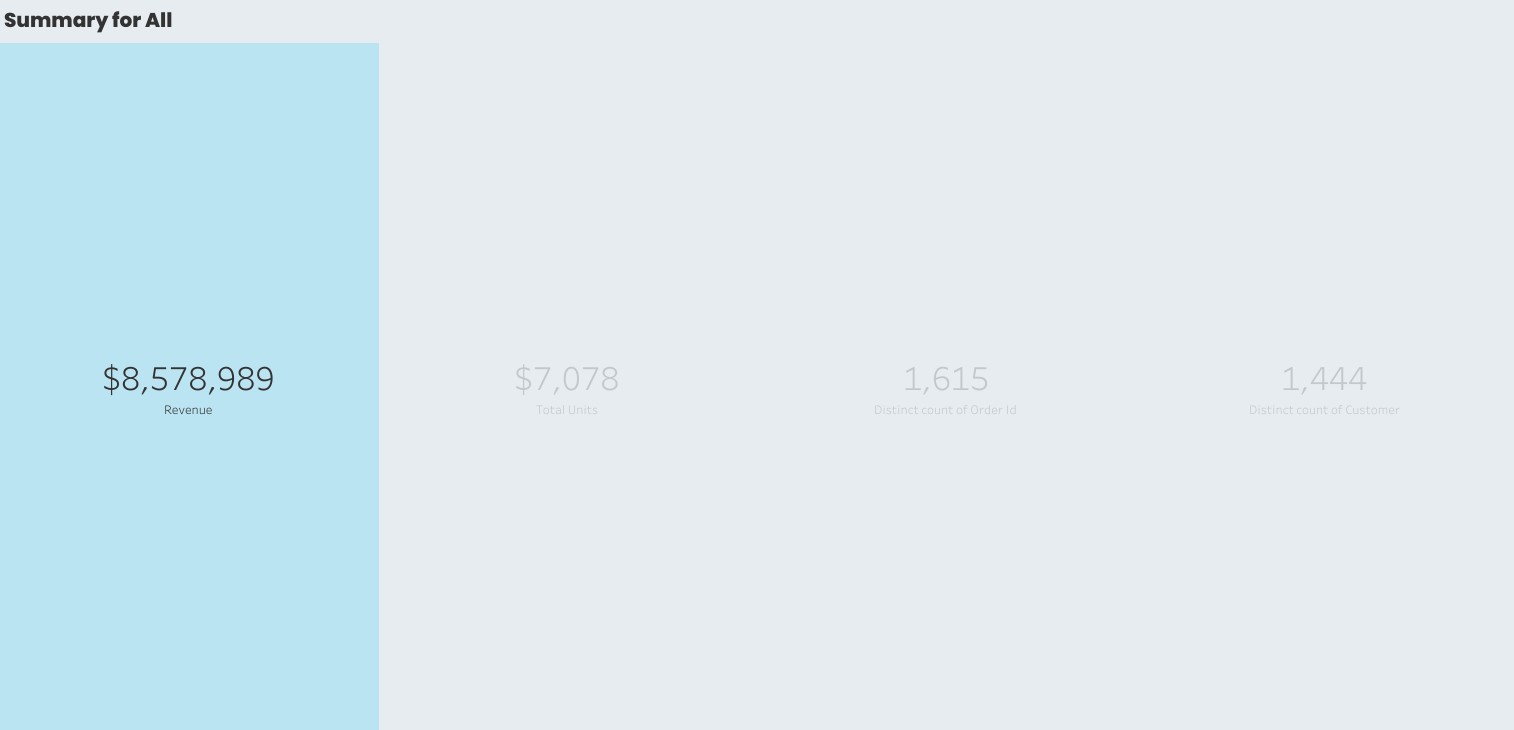 Summary for All
$8,578,989
Revenue
$7,078
Total Units
1,615
Distinct count of Order Id
1,444
Distinct count of Customer